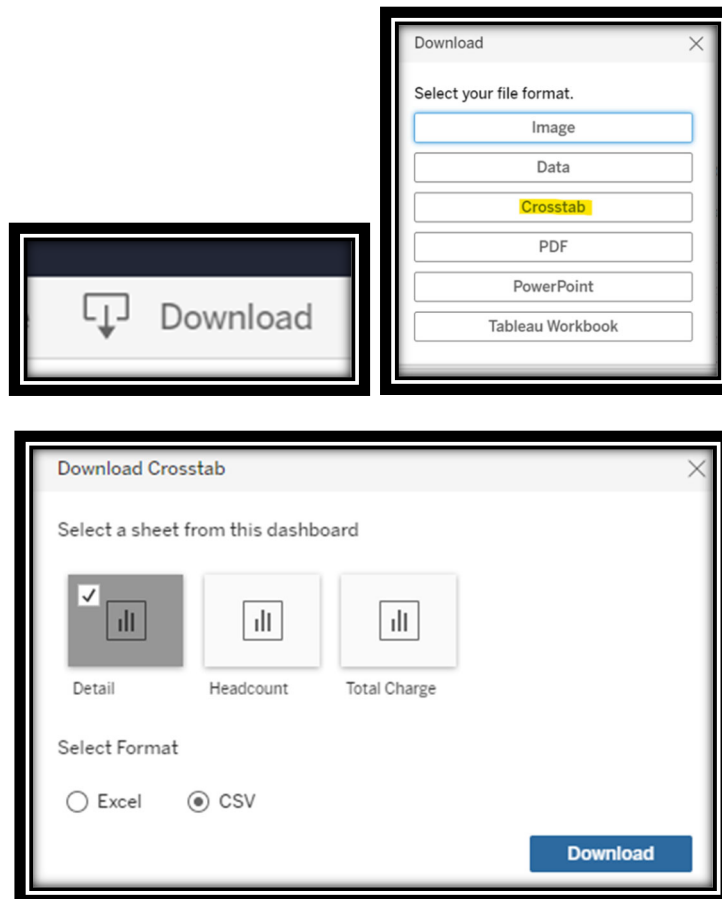 Download
Select your file format.
Image
Data
Crosstab
PDF
PowerPoint
Tableau Workbook
Download
Download Crosstab
Select a sheet from this dashboard
Detail Headcount Total Charge
Select Format
Excel CSV
Download